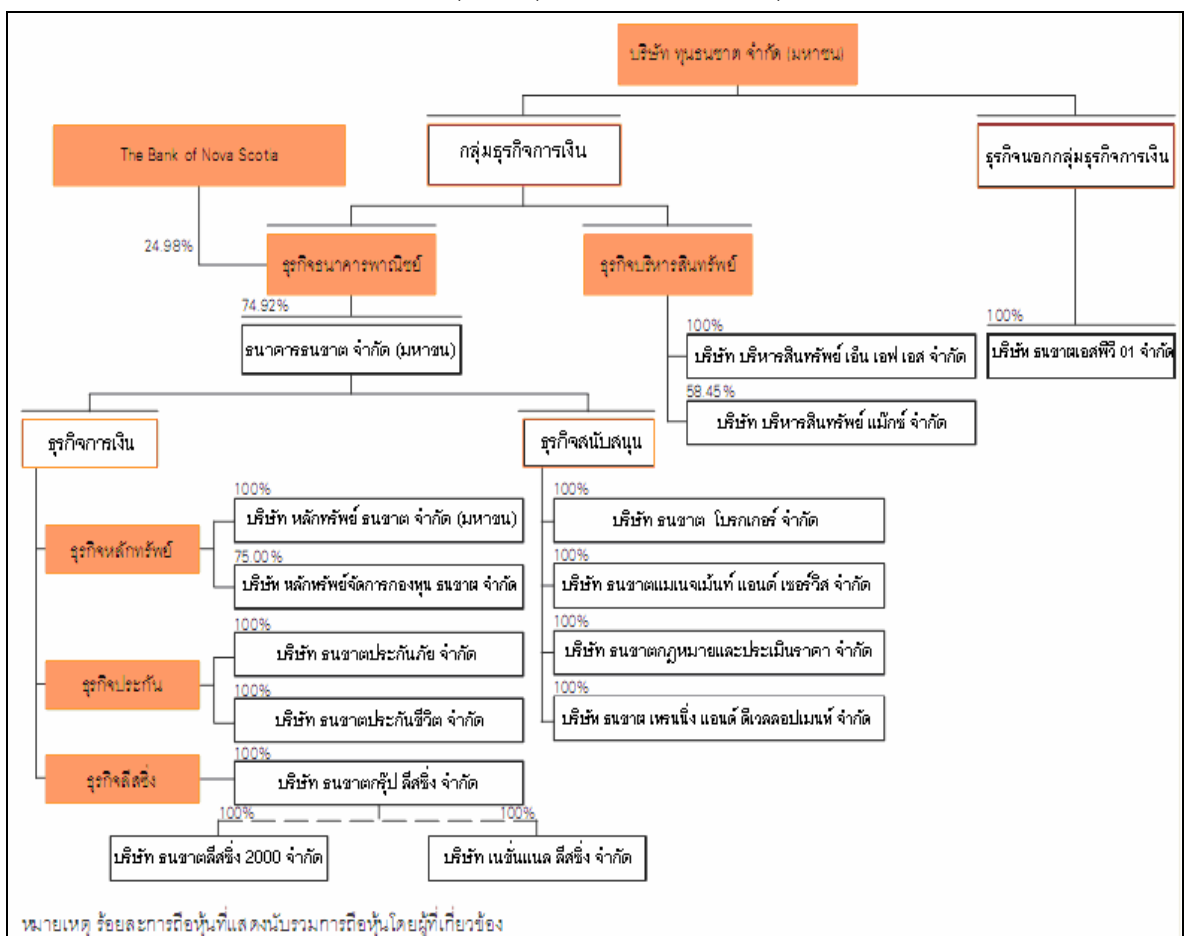 บริษัท ทุนธนชาต จำกัด (มหาชน)
The Bank of Nova Scotia
กลุ่มธุรกิจการเงิน
ธุรกิจนอกกลุ่มธุรกิจการเงิน
24.98%
ธุรกิจธนาคารพาณิชย์
ธุรกิจบริหารสินทรัพย์
74.92%
ธนาคารธนชาต จำกัด (มหาชน)
100%
บริษัท บริหารสินทรัพย์ เอ็น เอฟ เอส จำกัด
100%
บริษัท ธนชาตเอสพีวี 01 จำกัด
58.45%
บริษัท บริหารสินทรัพย์ แม๊กซ์ จำกัด
ธุรกิจการเงิน
ธุรกิจสนับสนุน
ธุรกิจหลักทรัพย์
100%
บริษัท หลักทรัพย์ ธนชาต จำกัด (มหาชน)
75.00%
บริษัท หลักทรัพย์จัดการกองทุน ธนชาต จำกัด
ธุรกิจประกัน
100%
บริษัท ธนชาตประกันภัย จำกัด
100%
บริษัท ธนชาตประกันชีวิต จำกัด
ธุรกิจลีสซิ่ง
100%
บริษัท ธนชาตกรุ๊ป ลีสซิ่ง จำกัด
100%
บริษัท ธนชาตลีสซิ่ง 2000 จำกัด
100%
บริษัท เนชั่นแนล ลีสซิ่ง จำกัด
100%
บริษัท ธนชาต โบรกเกอร์ จำกัด
100%
บริษัท ธนชาตแมเนจเม้นท์ แอนด์ เซอร์วิส จำกัด
100%
บริษัท ธนชาตกฎหมายและประเมินราคา จำกัด
100%
บริษัท ธนชาต เทรนนิ่ง แอนด์ ดีเวลลอปเมนท์ จำกัด
หมายเหตุ ร้อยละการถือหุ้นที่แสดงนับรวมการถือหุ้นโดยผู้ที่เกี่ยวข้อง